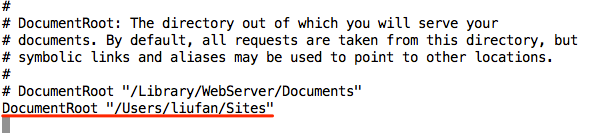 #
# DocumentRoot: The directory out of which you will serve your
# documents. By default, all requests are taken from this directory, but
# symbolic links and aliases may be used to point to other locations.
#
# DocumentRoot "/Library/WebServer/Documents"
DocumentRoot "/Users/liufan/Sites"